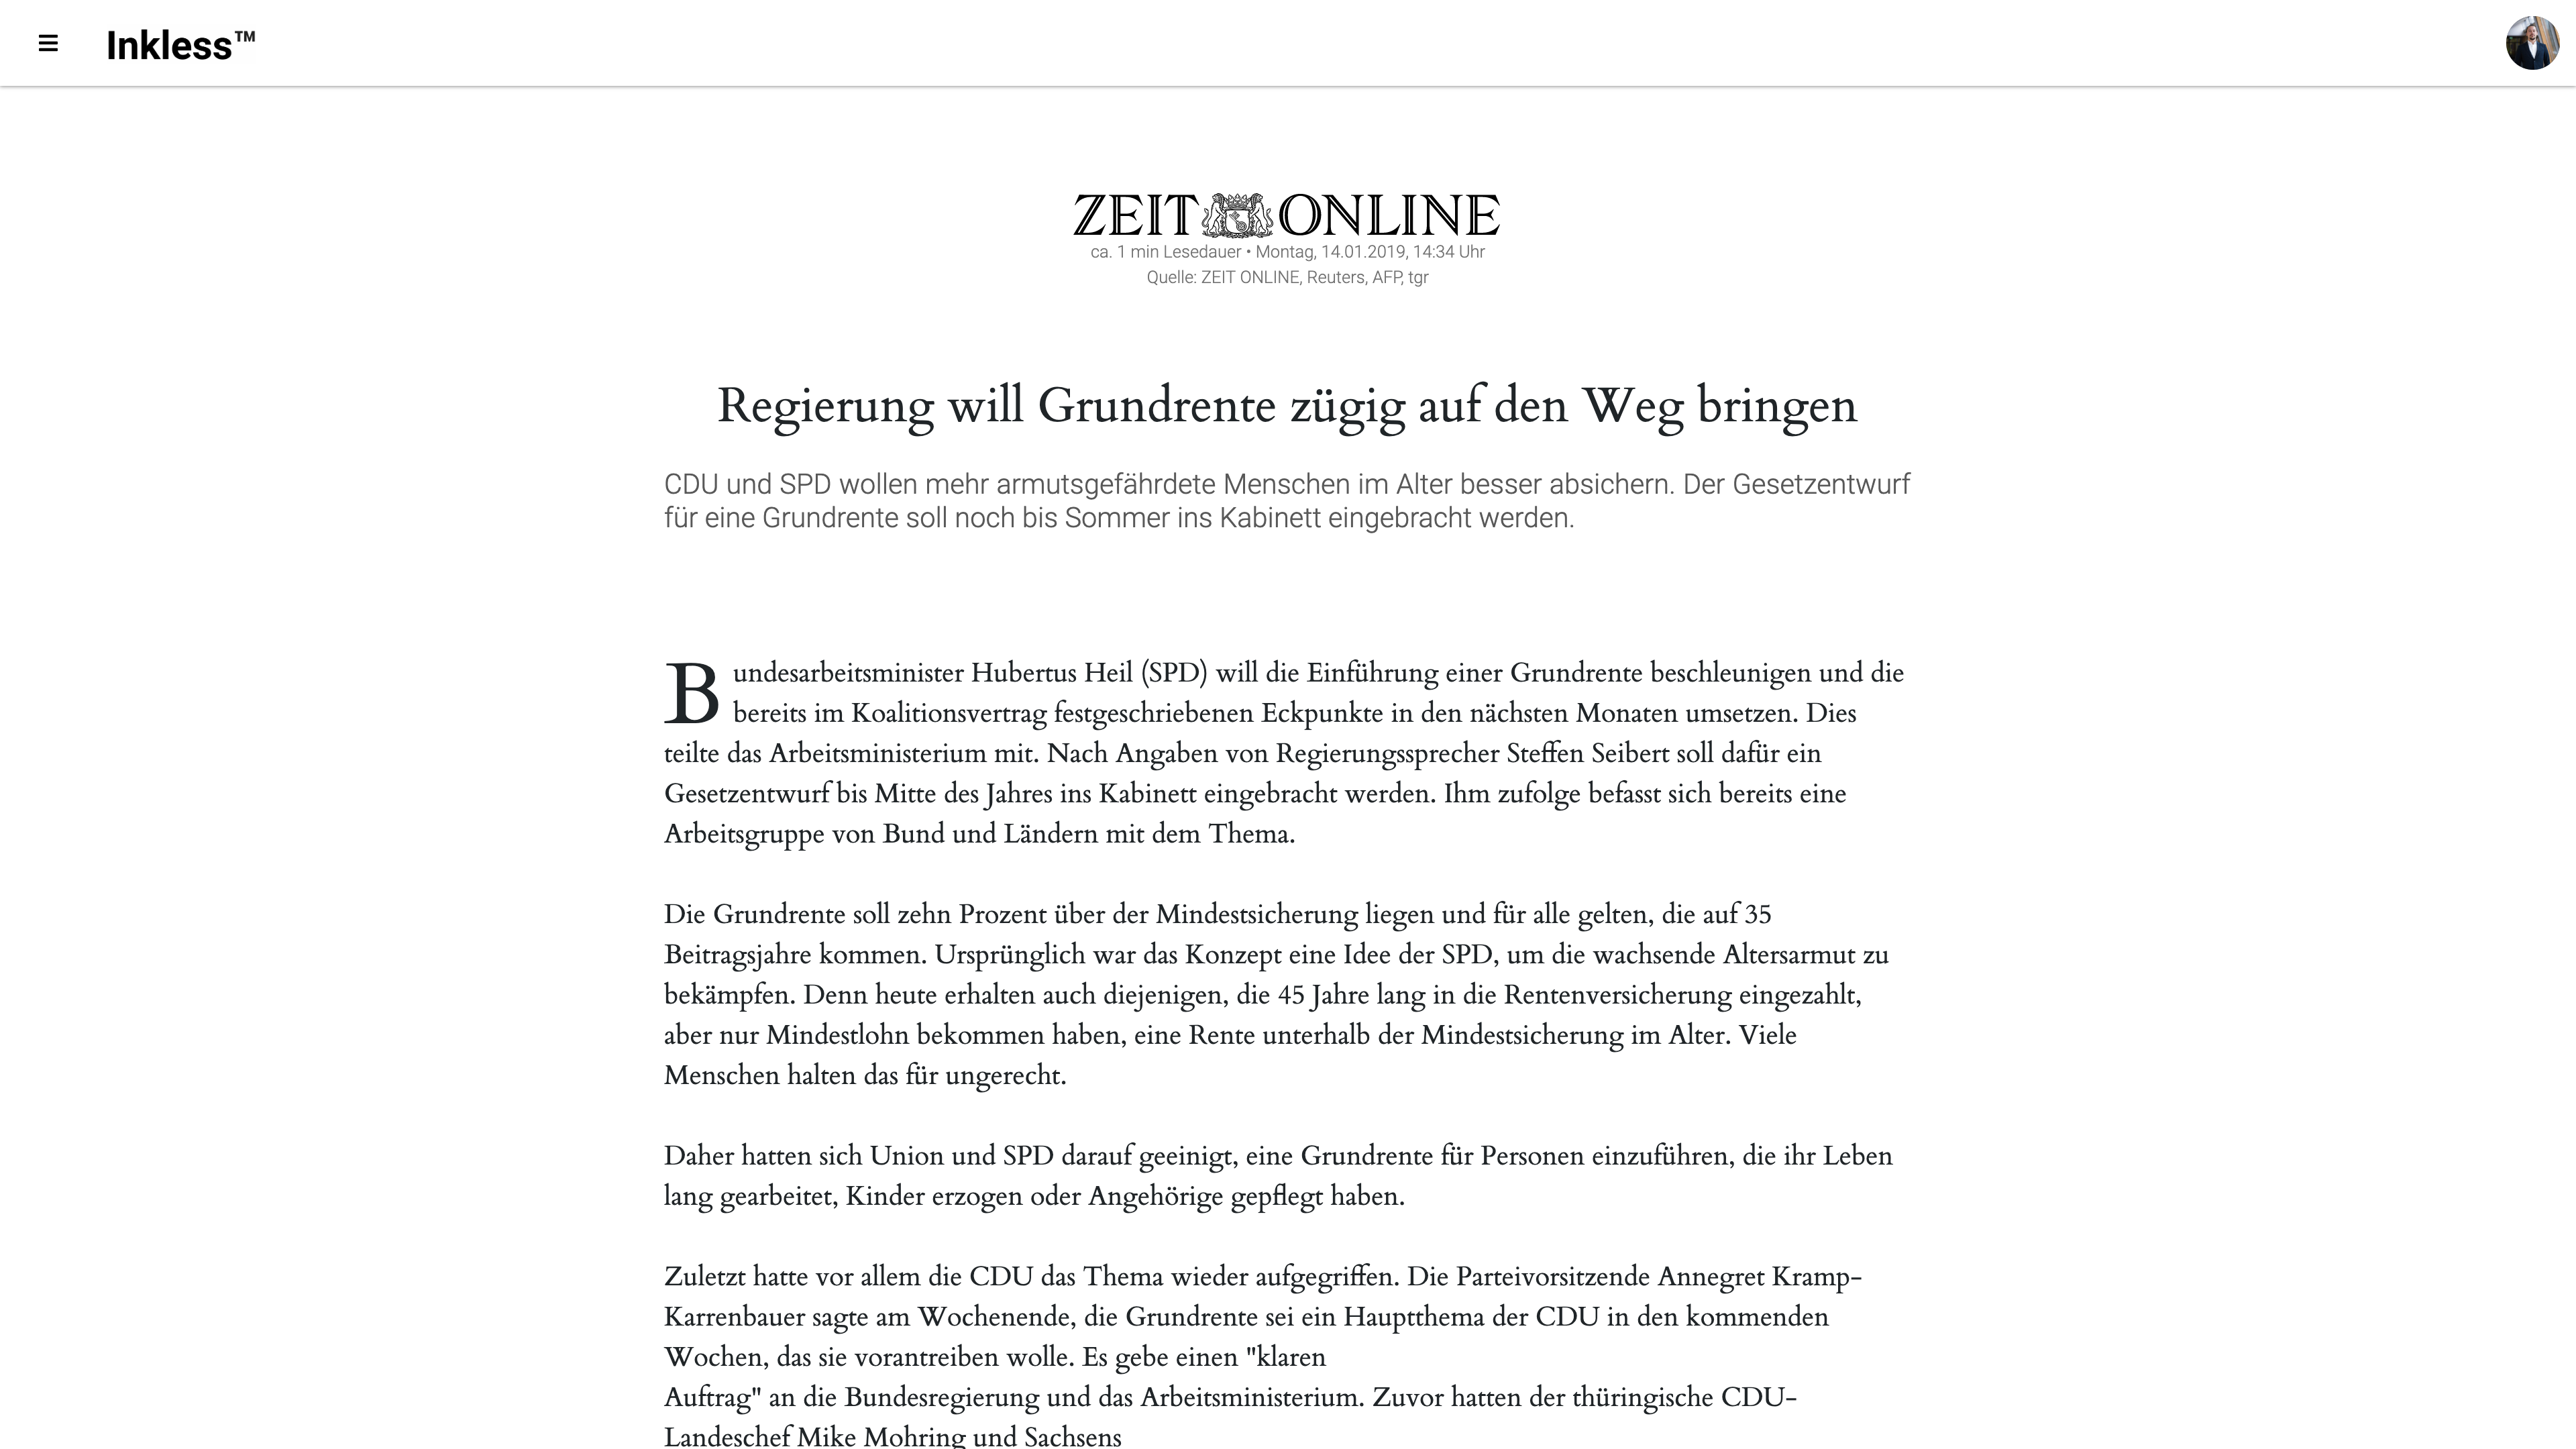 Inkless™
ZEIT ONLINE
ca. 1 min Lesedauer • Montag, 14.01.2019, 14:34 Uhr
Quelle: ZEIT ONLINE, Reuters, AFP, tgr
Regierung will Grundrente zügig auf den Weg bringen
CDU und SPD wollen mehr armutsgefährdete Menschen im Alter besser absichern. Der Gesetzentwurf
für eine Grundrente soll noch bis Sommer ins Kabinett eingebracht werden.
Bundesarbeitsminister Hubertus Heil (SPD) will die Einführung einer Grundrente beschleunigen und die
bereits im Koalitionsvertrag festgeschriebenen Eckpunkte in den nächsten Monaten umsetzen. Dies
teilte das Arbeitsministerium mit. Nach Angaben von Regierungssprecher Steffen Seibert soll dafür ein
Gesetzentwurf bis Mitte des Jahres ins Kabinett eingebracht werden. Ihm zufolge befasst sich bereits eine
Arbeitsgruppe von Bund und Ländern mit dem Thema.
Die Grundrente soll zehn Prozent über der Mindestsicherung liegen und für alle gelten, die auf 35
Beitragsjahre kommen. Ursprünglich war das Konzept eine Idee der SPD, um die wachsende Altersarmut zu
bekämpfen. Denn heute erhalten auch diejenigen, die 45 Jahre lang in die Rentenversicherung eingezahlt,
aber nur Mindestlohn bekommen haben, eine Rente unterhalb der Mindestsicherung im Alter. Viele
Menschen halten das für ungerecht.
Daher hatten sich Union und SPD darauf geeinigt, eine Grundrente für Personen einzuführen, die ihr Leben
lang gearbeitet, Kinder erzogen oder Angehörige gepflegt haben.
Zuletzt hatte vor allem die CDU das Thema wieder aufgegriffen. Die Parteivorsitzende Annegret Kramp-
Karrenbauer sagte am Wochenende, die Grundrente sei ein Hauptthema der CDU in den kommenden
Wochen, das sie vorantreiben wolle. Es gebe einen "klaren
Auftrag" an die Bundesregierung und das Arbeitsministerium. Zuvor hatten der thüringische CDU-
Landeschef Mike Mohring und Sachsens